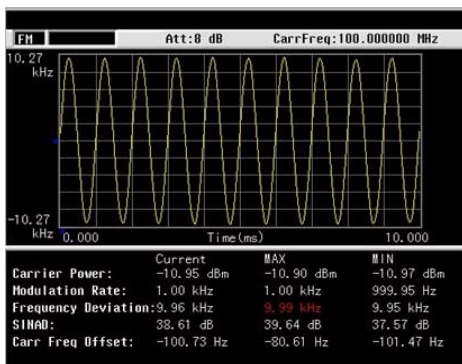 FM Att:8 dB CarrFreq:100.000000 MHz
10.27
kHz
-10.27
kHz 0.000 Time(ms) 10.000
Current MAX MIN
Carrier Power: -10.95 dBm -10.90 dBm -10.97 dBm
Modulation Rate: 1.00 kHz 1.00 kHz 999.95 Hz
Frequency Deviation:9.96 kHz 9.99 kHz 9.95 kHz
SINAD: 38.61 dB 39.64 dB 37.57 dB
Carr Freq Offset: -100.73 Hz -80.61 Hz -101.47 Hz